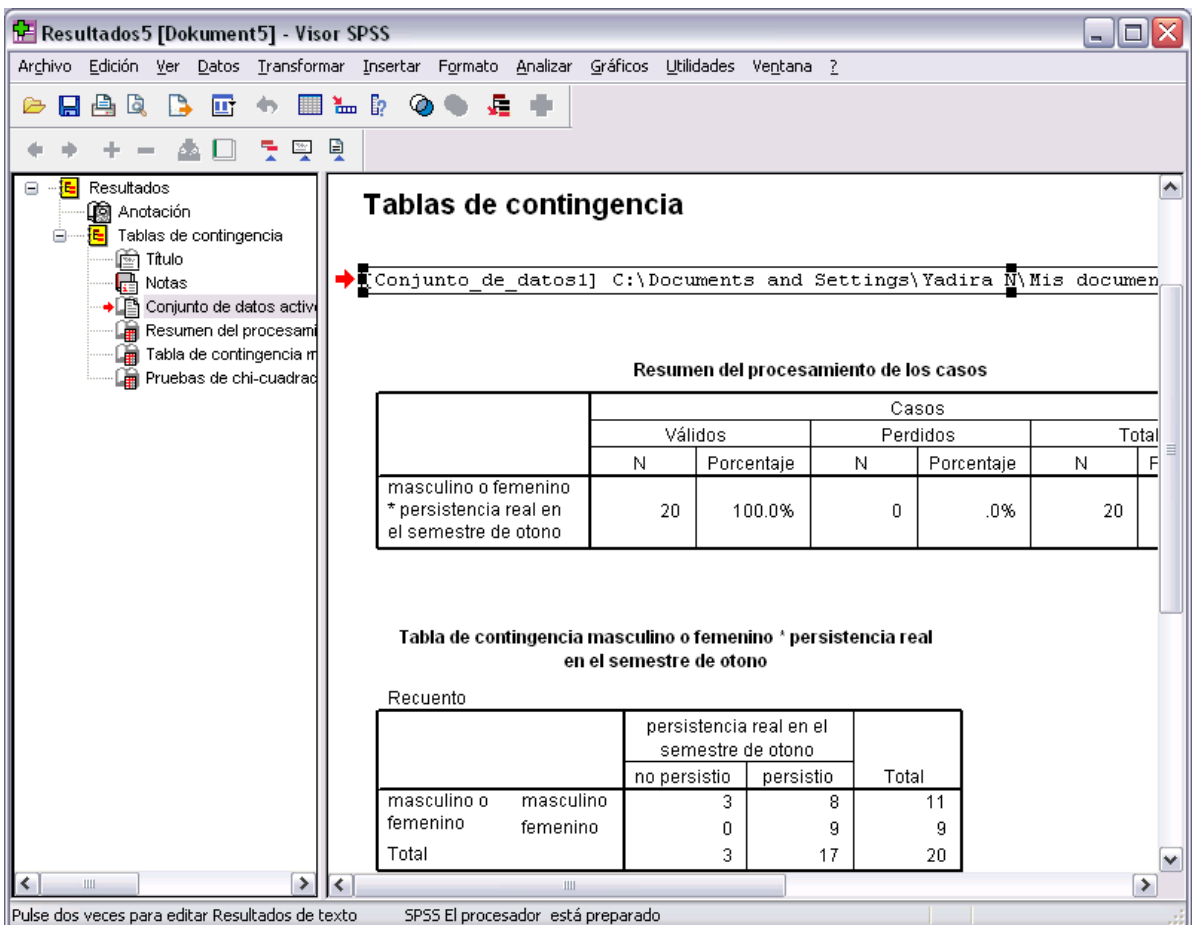 Resultados5 [Dokument5] - Visor SPSS
Archivo Edición Ver Datos Transformar Insertar Formato Analizar Gráficos Utilidades Ventana ?
Resultados
Anotación
Tablas de contingencia
Título
Notas
Conjunto de datos activ
Resumen del procesami
Tabla de contingencia m
Pruebas de chi-cuadrac
Tablas de contingencia
[Conjunto_de_datos1] C:\Documents and Settings\Yadira N\Mis documen
Resumen del procesamiento de los casos
Casos
Válidos Perdidos Total
N Porcentaje N Porcentaje N P
masculino o femenino
* persistencia real en
el semestre de otono
20 100.0% 0 .0% 20
Tabla de contingencia masculino o femenino * persistencia real
en el semestre de otono
Recuento
persistencia real en el
semestre de otono
no persistio persistio Total
masculino o femenino masculino 3 8 11
femenino 0 9 9
Total 3 17 20
Pulse dos veces para editar Resultados de texto SPSS El procesador está preparado